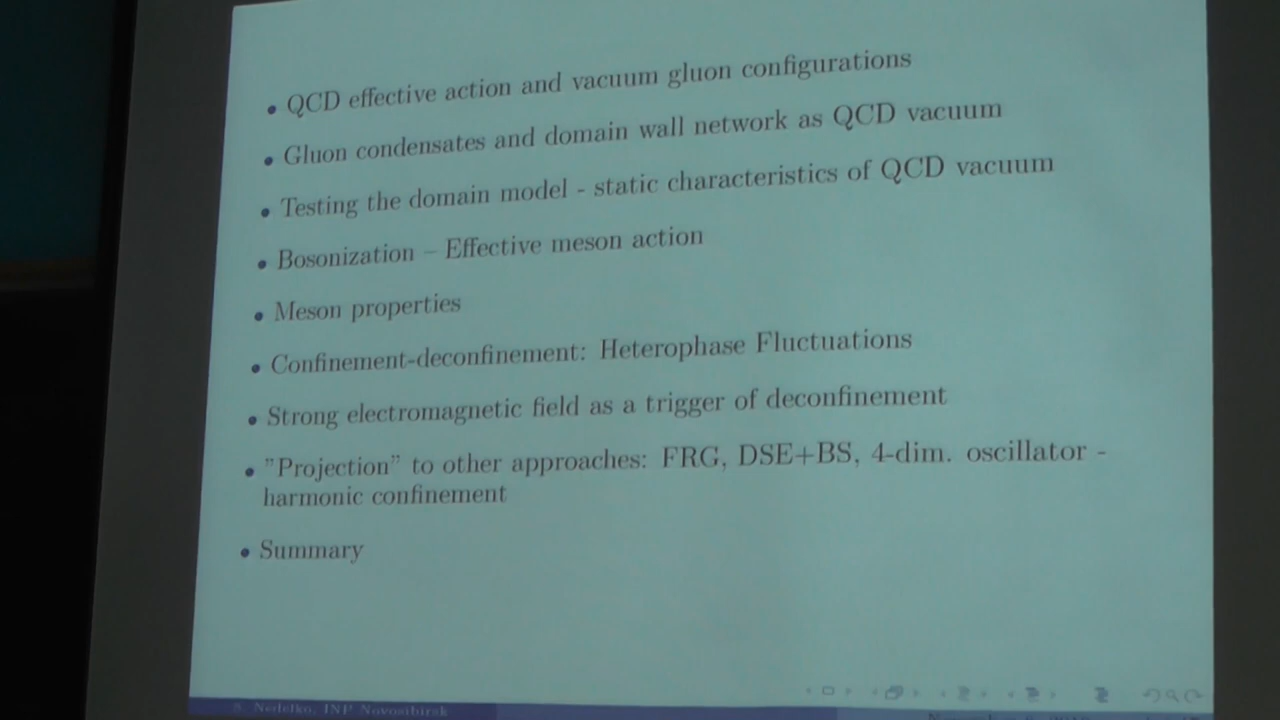 • QCD effective action and vacuum gluon configurations
• Gluon condensates and domain wall network as QCD vacuum
• Testing the domain model - static characteristics of QCD vacuum
• Bosonization – Effective meson action
• Meson properties
• Confinement-deconfinement: Heterophase Fluctuations
• Strong electromagnetic field as a trigger of deconfinement
• ”Projection” to other approaches: FRG, DSE+BS, 4-dim. oscillator -
harmonic confinement
• Summary
S. Nedelko, INP Novosibirsk